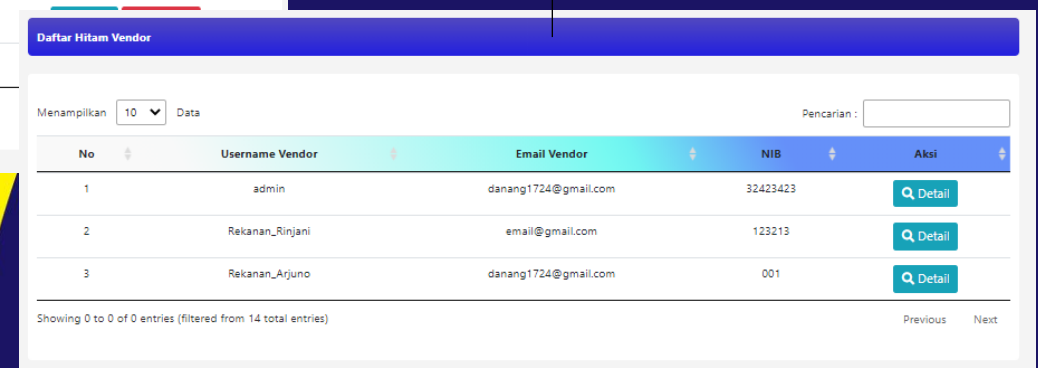 Daftar Hitam Vendor
Menampilkan 10 Data Pencarian :
No Username Vendor Email Vendor NIB Aksi
1 admin danang1724@gmail.com 32423423 Detail
2 Rekanan_Rinjani email@gmail.com 123213 Detail
3 Rekanan_Arjuno danang1724@gmail.com 001 Detail
Showing 0 to 0 of 0 entries (filtered from 14 total entries) Previous Next